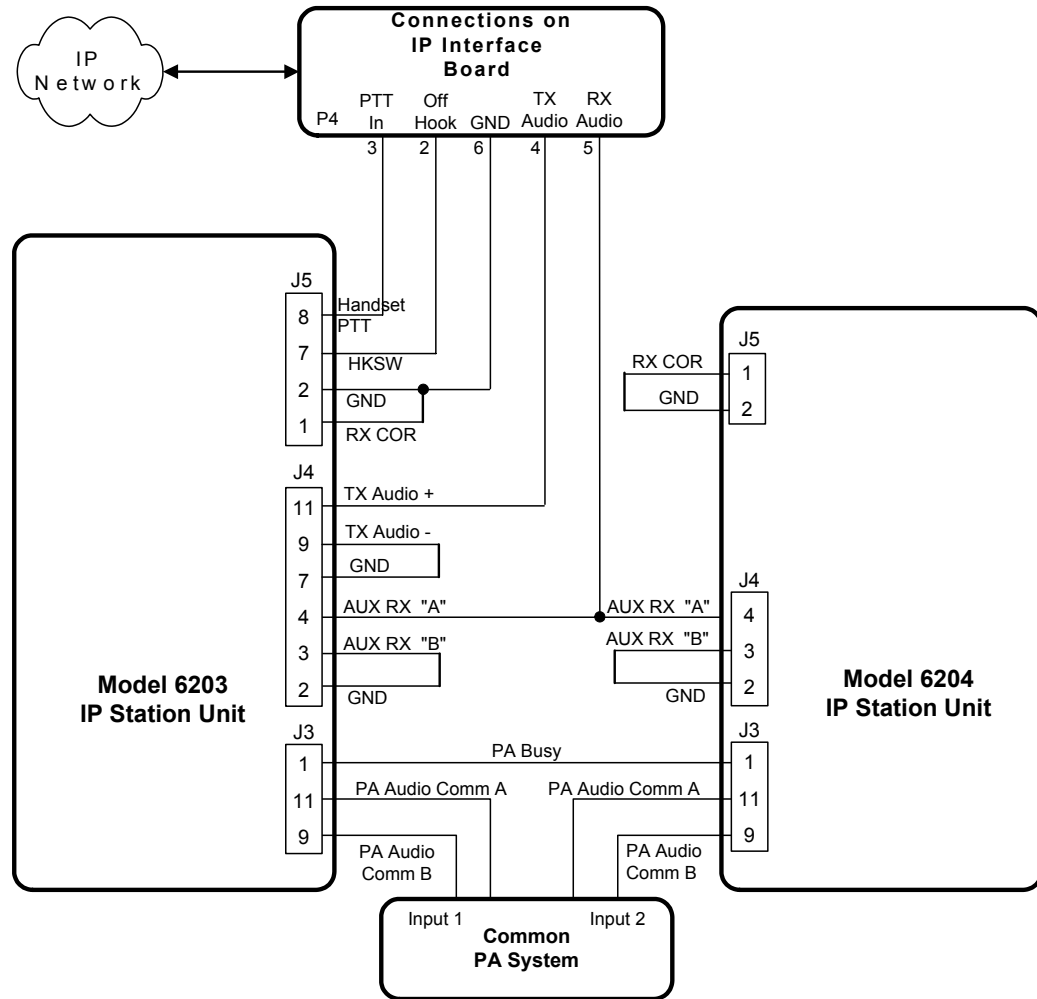 IP
Network
Connections on
IP Interface
Board
P4
PTT
In
Off
Hook
GND
TX
Audio
RX
Audio
3
2
6
4
5
J5
8
7
2
1
Handset
PTT
HKSW
GND
RX COR
J4
11
9
7
4
3
2
TX Audio +
TX Audio -
GND
AUX RX "A"
AUX RX "B"
GND
Model 6203
IP Station Unit
J3
1
11
9
PA Busy
PA Audio Comm A
PA Audio
Comm B
J5
RX COR
GND
1
2
J4
AUX RX "A"
AUX RX "B"
GND
4
3
2
Model 6204
IP Station Unit
J3
1
11
9
PA Audio Comm A
PA Audio
Comm B
Input 1
Input 2
Common
PA System